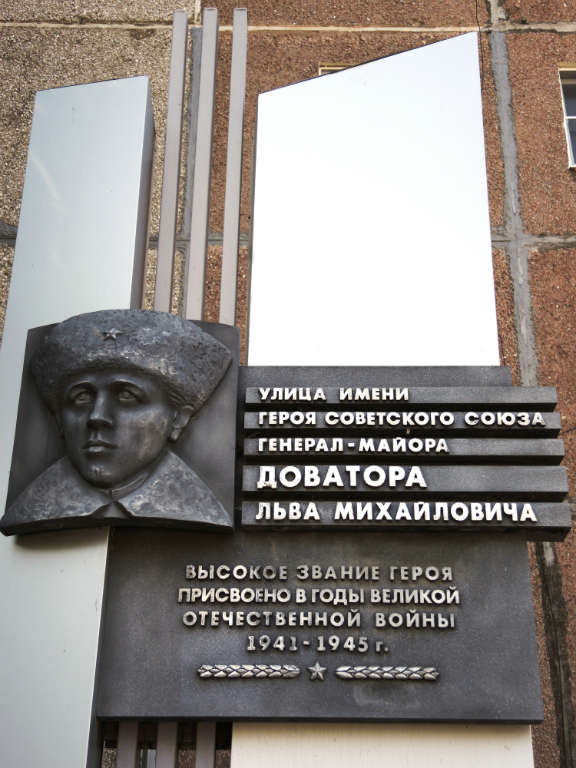 УЛИЦА ИМЕНИ
ГЕРОЯ СОВЕТСКОГО СОЮЗА
ГЕНЕРАЛ-МАЙОРА
ДОВАТОРА
ЛЬВА МИХАЙЛОВИЧА
ВЫСОКОЕ ЗВАНИЕ ГЕРОЯ
ПРИСВОЕНО В ГОДЫ ВЕЛИКОЙ
ОТЕЧЕСТВЕННОЙ ВОЙНЫ
1941-1945 г.